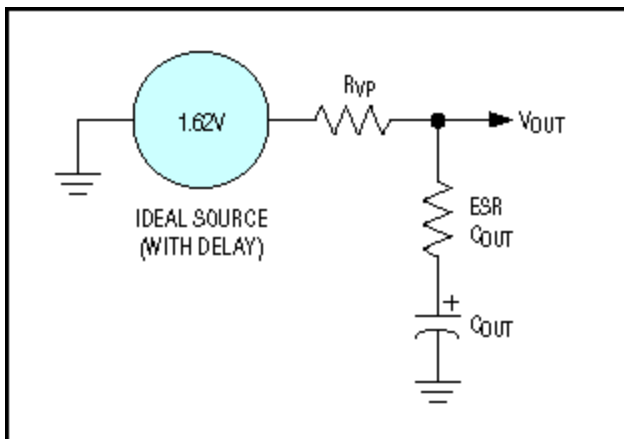 RVP
1.62V
VOUT
IDEAL SOURCE
(WITH DELAY)
ESR
COUT
+
COUT